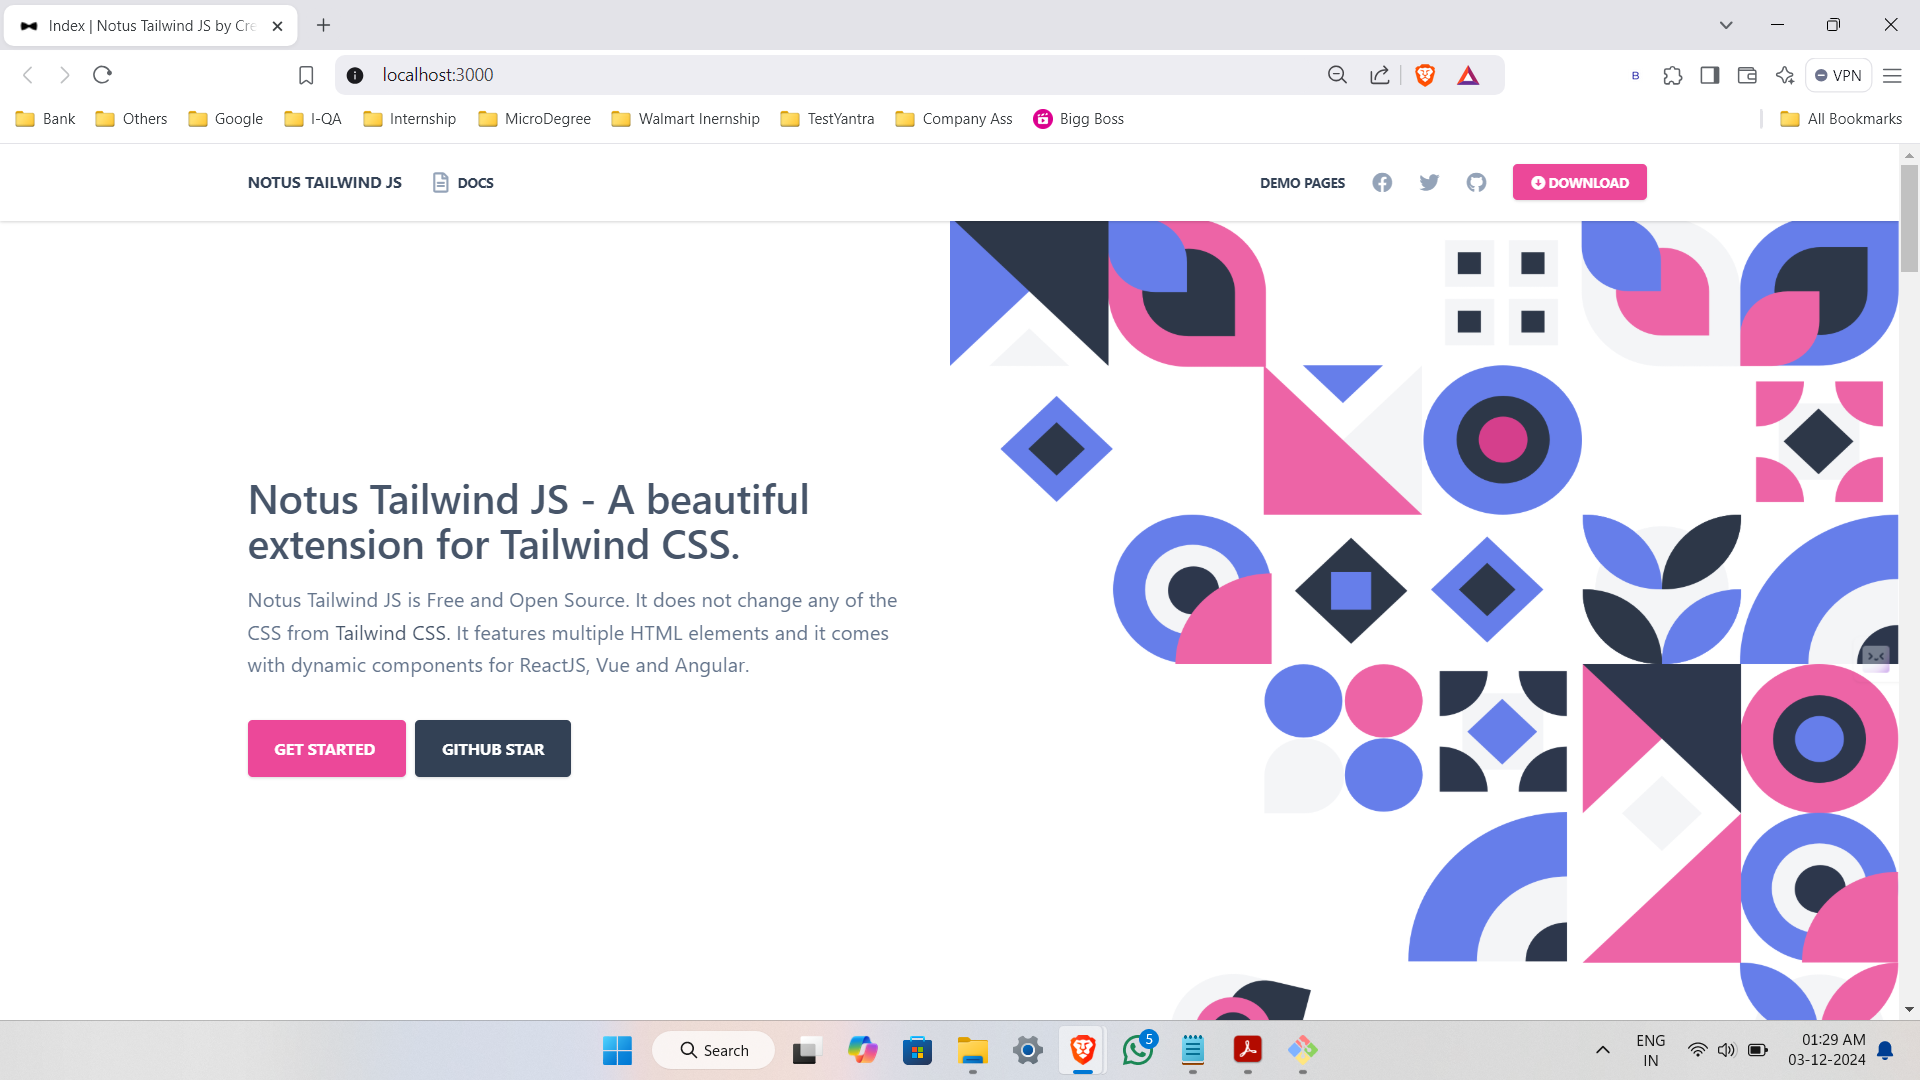 Index | Notus Tailwind JS by Cre
localhost:3000
B
VPN
Bank
Others
Google
I-QA
Internship
MicroDegree
Walmart Inernship
TestYantra
Company Ass
Bigg Boss
All Bookmarks
NOTUS TAILWIND JS
DOCS
DEMO PAGES
DOWNLOAD
Notus Tailwind JS - A beautiful
extension for Tailwind CSS.
Notus Tailwind JS is Free and Open Source. It does not change any of the
CSS from Tailwind CSS. It features multiple HTML elements and it comes
with dynamic components for ReactJS, Vue and Angular.
GET STARTED
GITHUB STAR
Search
5
ENG
IN
01:29 AM
03-12-2024